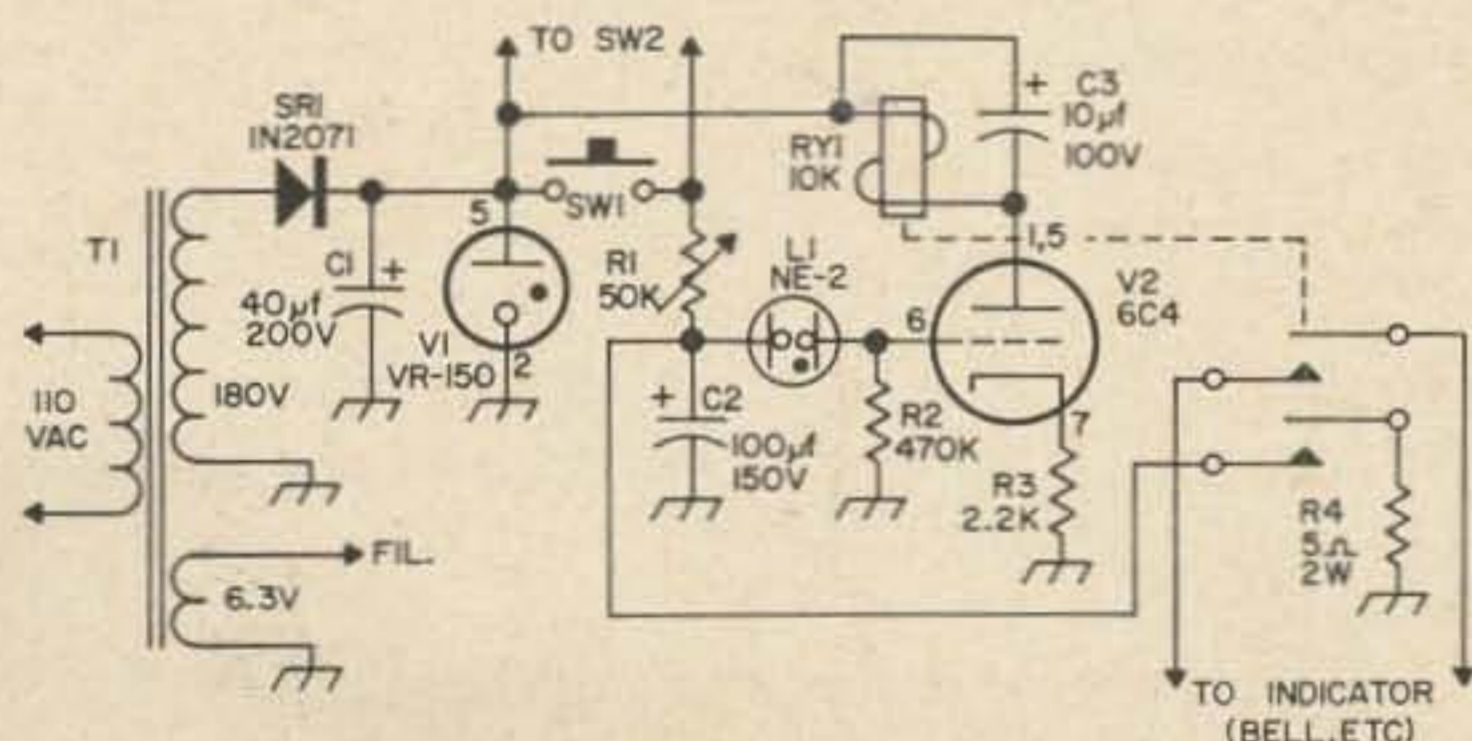 TO SW2
SR1
1N2071
T1
110
VAC
180V
6.3V
FIL.
C1
+
40µf
200V
5
V1
VR-150
2
SW1
R1
50K
L1
NE-2
+
C2
100µf
150V
RY1
10K
+
C3
10µf
100V
1,5
6
V2
6C4
7
R2
470K
R3
2.2K
R4
5Ω
2W
TO INDICATOR
(BELL.ETC)